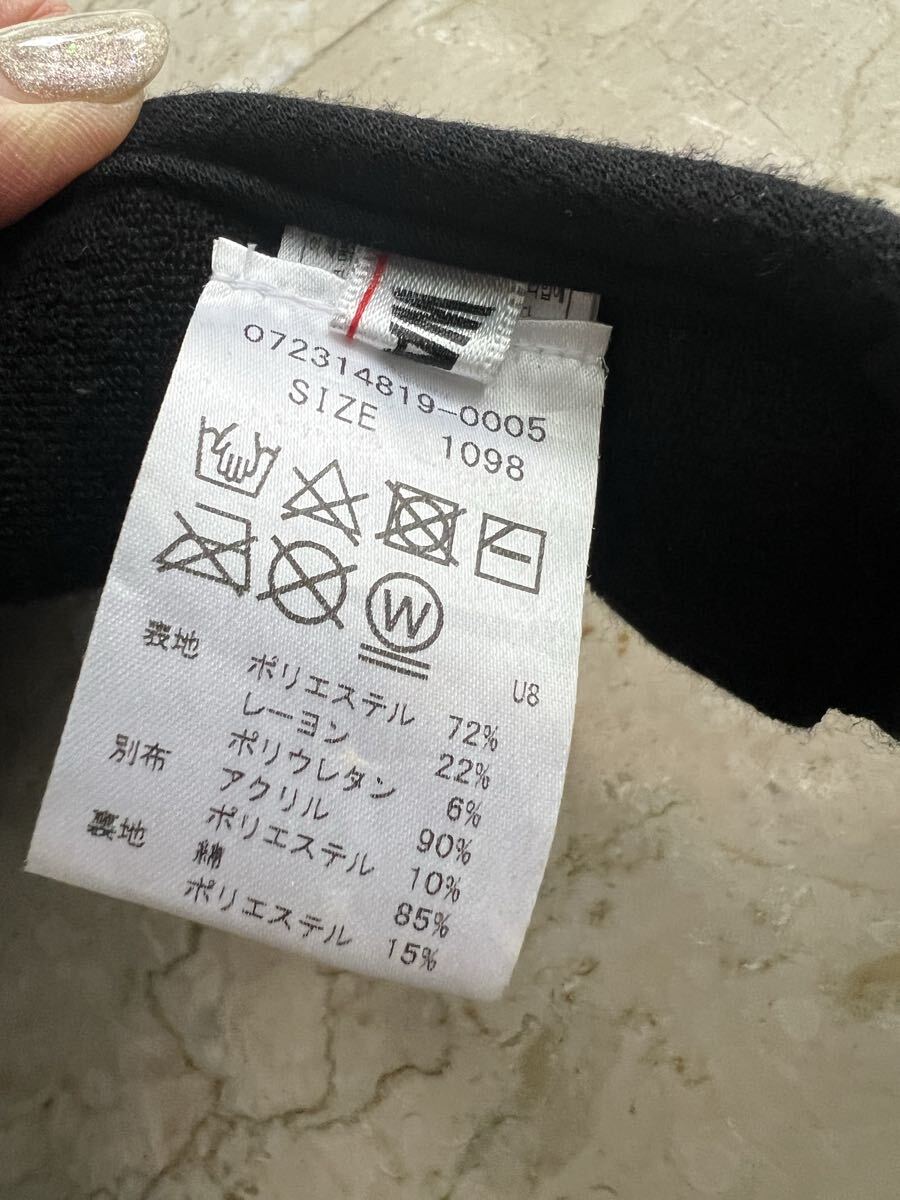 072314819-0005
SIZE 1098
W
U8
表地 ポリエステル 72%
レーヨン 22%
ポリウレタン 6%
別布 アクリル 90%
ポリエステル 10%
裏地 綿 85%
ポリエステル 15%